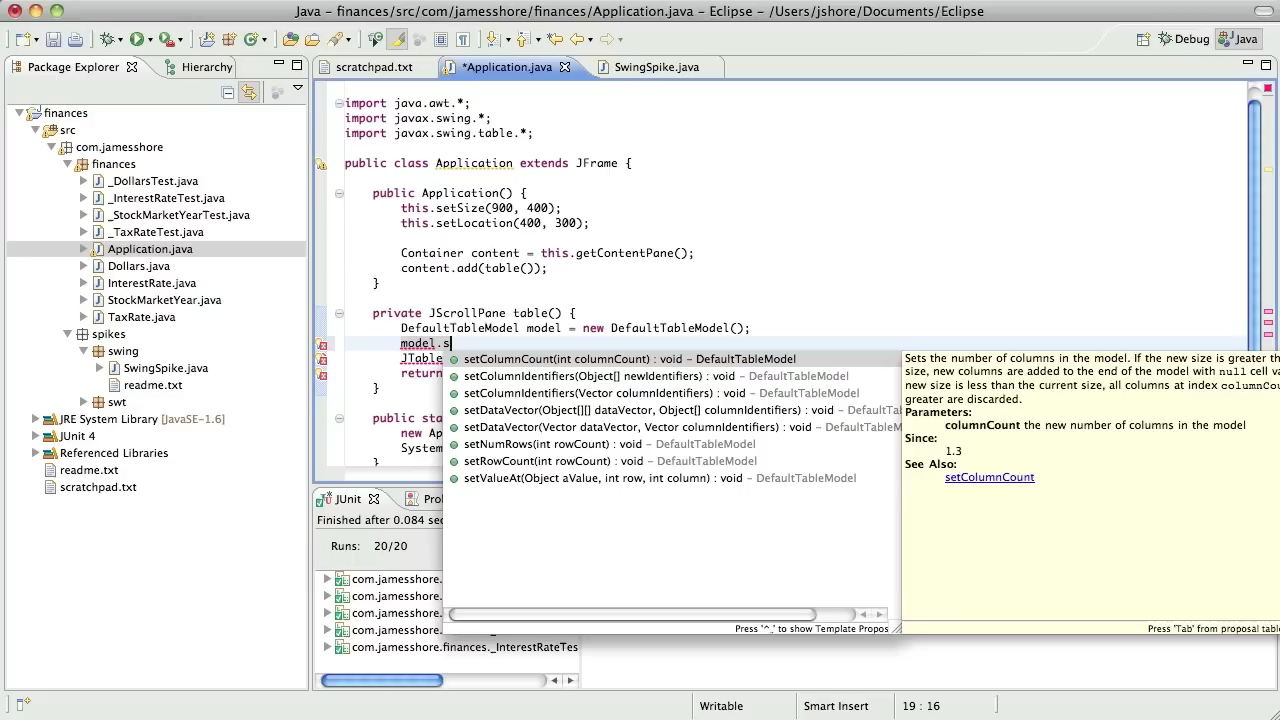 Java – finances/src/com/jamesshore/finances/Application.java – Eclipse – /Users/jshore/Documents/Eclipse
Debug
Java
Package Explorer
Hierarchy
finances
src
com.jamesshore
finances
_DollarsTest.java
_InterestRateTest.java
_StockMarketYearTest.java
_TaxRateTest.java
Application.java
Dollars.java
InterestRate.java
StockMarketYear.java
TaxRate.java
spikes
swing
SwingSpike.java
readme.txt
swt
JRE System Library [JavaSE-1.6]
JUnit 4
Referenced Libraries
readme.txt
scratchpad.txt
scratchpad.txt
*Application.java
SwingSpike.java
import java.awt.*;
import javax.swing.*;
import javax.swing.table.*;
public class Application extends JFrame {
public Application() {
this.setSize(900, 400);
this.setLocation(400, 300);
Container content = this.getContentPane();
content.add(table());
}
private JScrollPane table() {
DefaultTableModel model = new DefaultTableModel();
model.s
JTable
return
}
public sta
new Ap
System
}
setColumnCount(int columnCount) : void – DefaultTableModel
setColumnIdentifiers(Object[] newIdentifiers) : void – DefaultTableModel
setColumnIdentifiers(Vector columnIdentifiers) : void – DefaultTableModel
setDataVector(Object[][] dataVector, Object[] columnIdentifiers) : void – DefaultTa
setDataVector(Vector dataVector, Vector columnIdentifiers) : void – DefaultTableM
setNumRows(int rowCount) : void – DefaultTableModel
setRowCount(int rowCount) : void – DefaultTableModel
setValueAt(Object aValue, int row, int column) : void – DefaultTableModel
Press '^_' to show Template Propos
Sets the number of columns in the model. If the new size is greater tha
size, new columns are added to the end of the model with null cell va
new size is less than the current size, all columns at index column
greater are discarded.
Parameters:
columnCount the new number of columns in the model
Since:
1.3
See Also:
setColumnCount
Press 'Tab' from proposal table
JUnit
Pro
Finished after 0.084 sec
Runs: 20/20
com.jamesshore.
com.jamesshore.
com.jamesshore.
com.jamesshore.
com.jamesshore.finances._InterestRateTes
Writable
Smart Insert
19 : 16